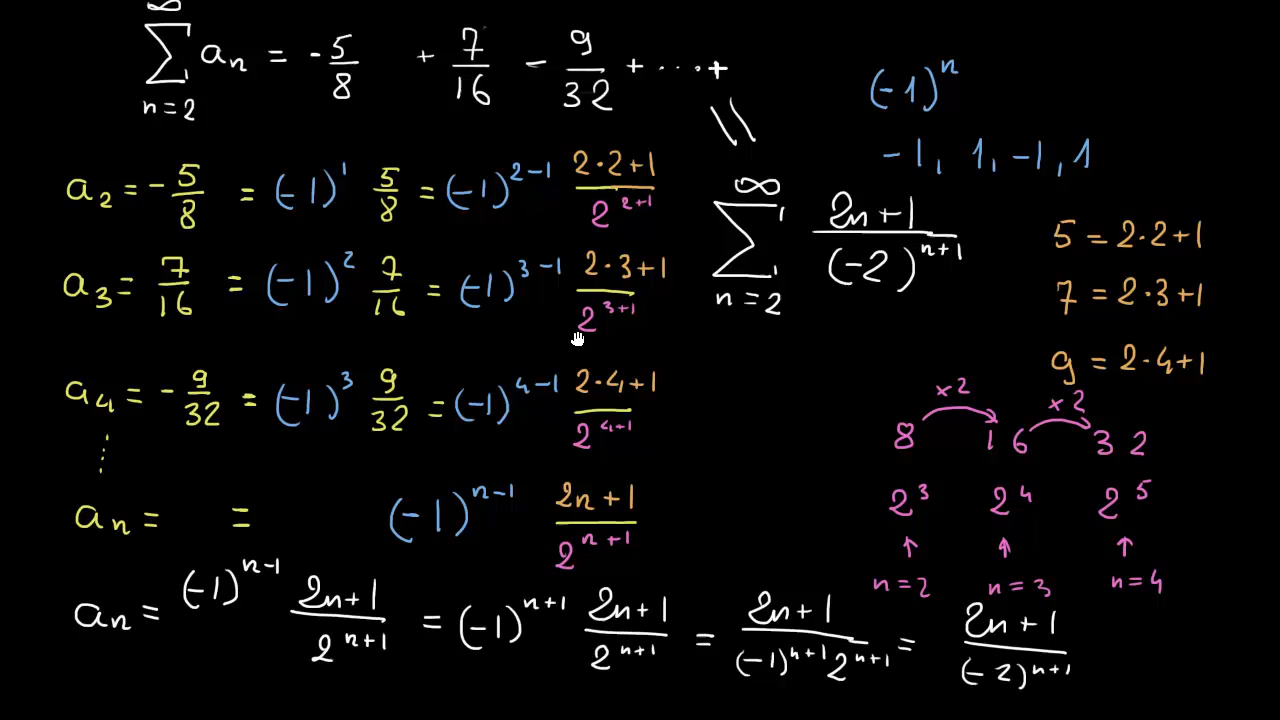 ∑_{n=2}^{∞} aₙ = -5/8 + 7/16 - 9/32 + ⋯ +
(-1)ⁿ
-1, 1, -1, 1
a₂ = -5/8 = (-1)¹ 5/8 = (-1)²⁻¹ (2·2+1)/2²⁺¹
a₃ = 7/16 = (-1)² 7/16 = (-1)³⁻¹ (2·3+1)/2³⁺¹
a₄ = -9/32 = (-1)³ 9/32 = (-1)⁴⁻¹ (2·4+1)/2⁴⁺¹
⋮
aₙ = = (-1)ⁿ⁻¹ (2n+1)/2ⁿ⁺¹
= ∑_{n=2}^{∞} (2n+1)/(-2)ⁿ⁺¹
5 = 2·2+1
7 = 2·3+1
9 = 2·4+1
×2 ×2
8 16 32
2³ 2⁴ 2⁵
↑ ↑ ↑
n=2 n=3 n=4
aₙ = (-1)ⁿ⁻¹ (2n+1)/2ⁿ⁺¹ = (-1)ⁿ⁺¹ (2n+1)/2ⁿ⁺¹ = (2n+1)/((-1)ⁿ⁺¹ 2ⁿ⁺¹) = (2n+1)/(-2)ⁿ⁺¹